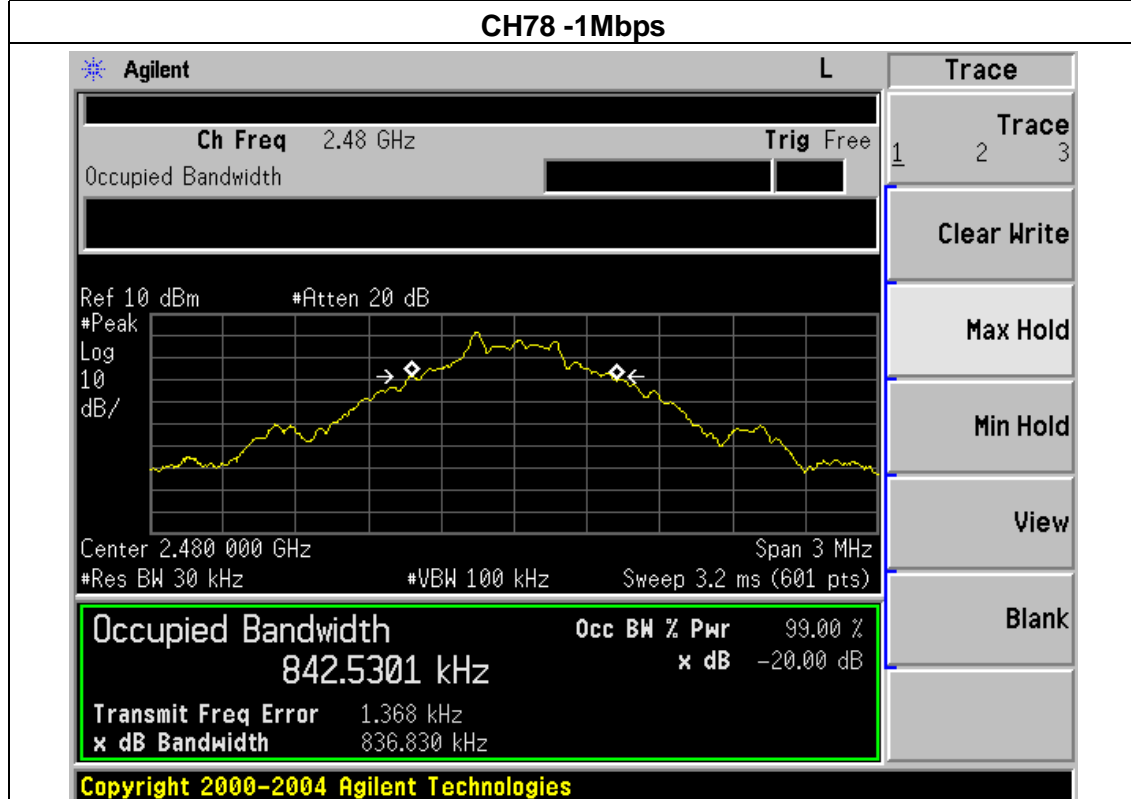 CH78 -1Mbps
Agilent L Trace
Ch Freq 2.48 GHz Trig Free
Occupied Bandwidth
Trace
1 2 3
Clear Write
Ref 10 dBm #Atten 20 dB
#Peak
Log
10
dB/
Max Hold
Min Hold
View
Center 2.480 000 GHz Span 3 MHz
#Res BW 30 kHz #VBW 100 kHz Sweep 3.2 ms (601 pts)
Occupied Bandwidth Occ BW % Pwr 99.00 %
842.5301 kHz x dB -20.00 dB
Transmit Freq Error 1.368 kHz
x dB Bandwidth 836.830 kHz
Blank
Copyright 2000-2004 Agilent Technologies